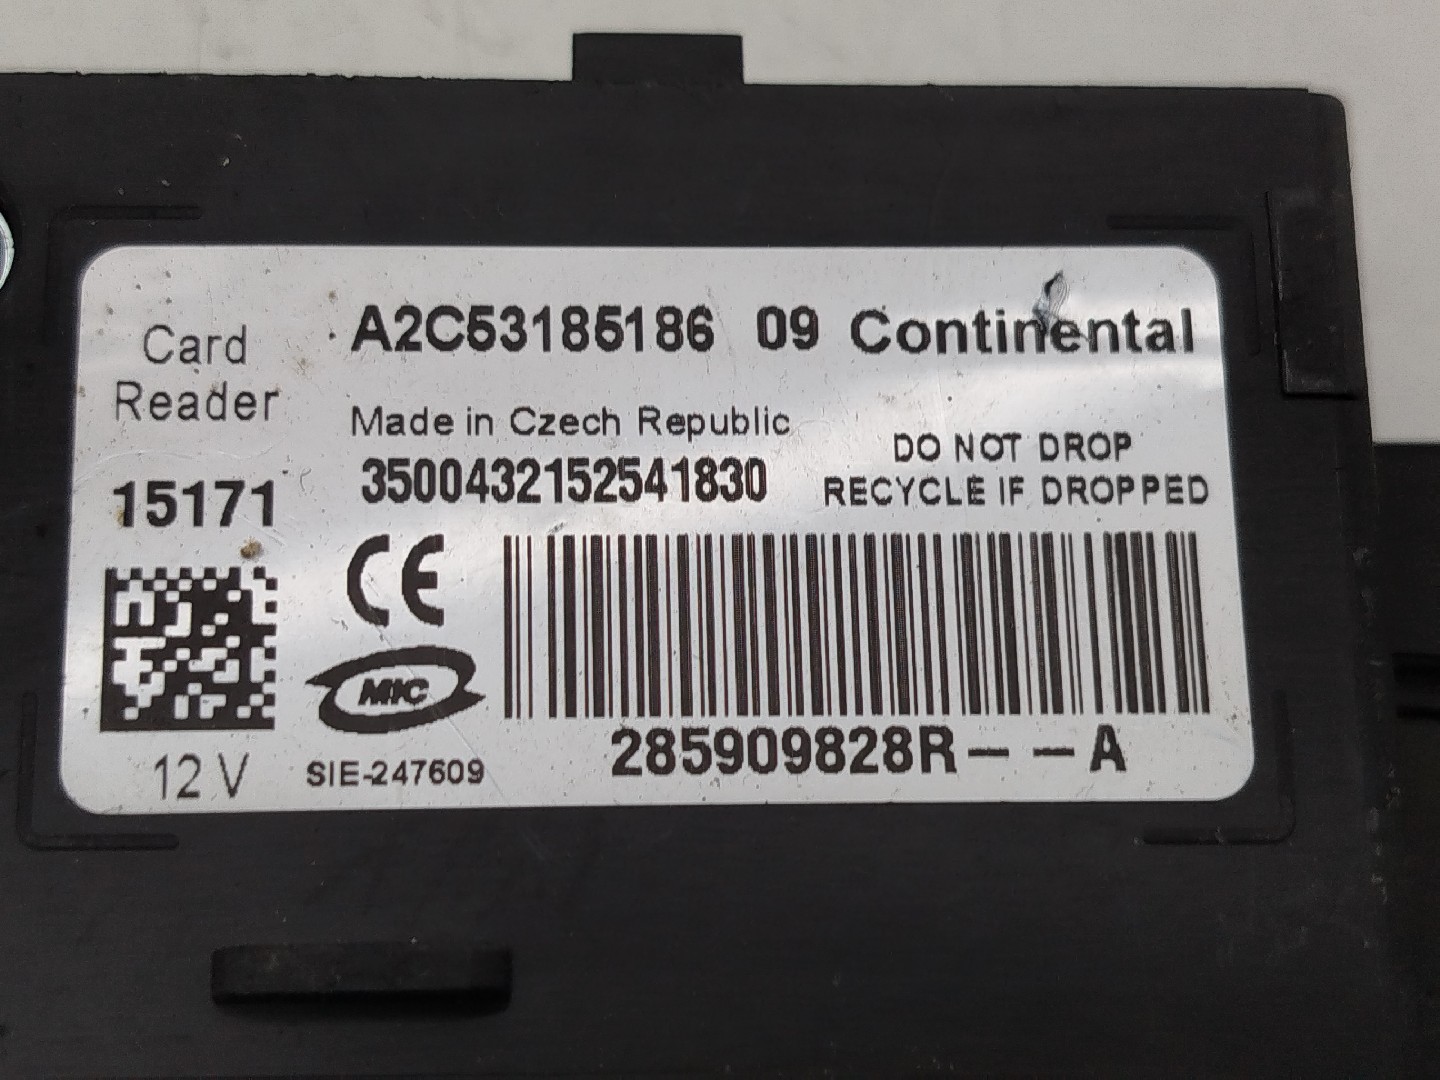 Card
Reader
A2C53185186 09 Continental
Made in Czech Republic
3500432152541830
DO NOT DROP
RECYCLE IF DROPPED
15171
CE
MIC
12 V
SIE-247609
285909828R-- --A